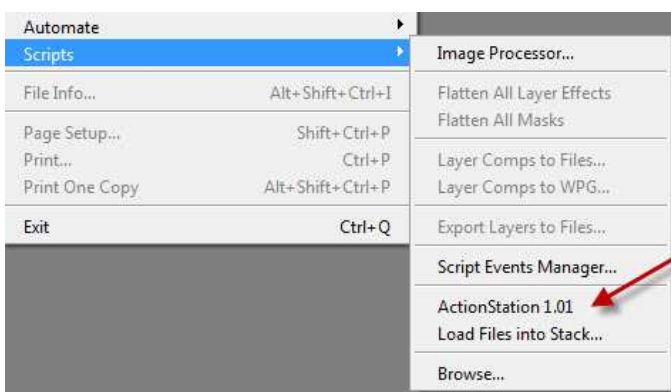 Automate
Scripts
File Info... Alt+Shift+Ctrl+I
Page Setup... Shift+Ctrl+P
Print... Ctrl+P
Print One Copy Alt+Shift+Ctrl+P
Exit Ctrl+Q
Image Processor...
Flatten All Layer Effects
Flatten All Masks
Layer Comps to Files...
Layer Comps to WPG...
Export Layers to Files...
Script Events Manager...
ActionStation 1.01
Load Files into Stack...
Browse...